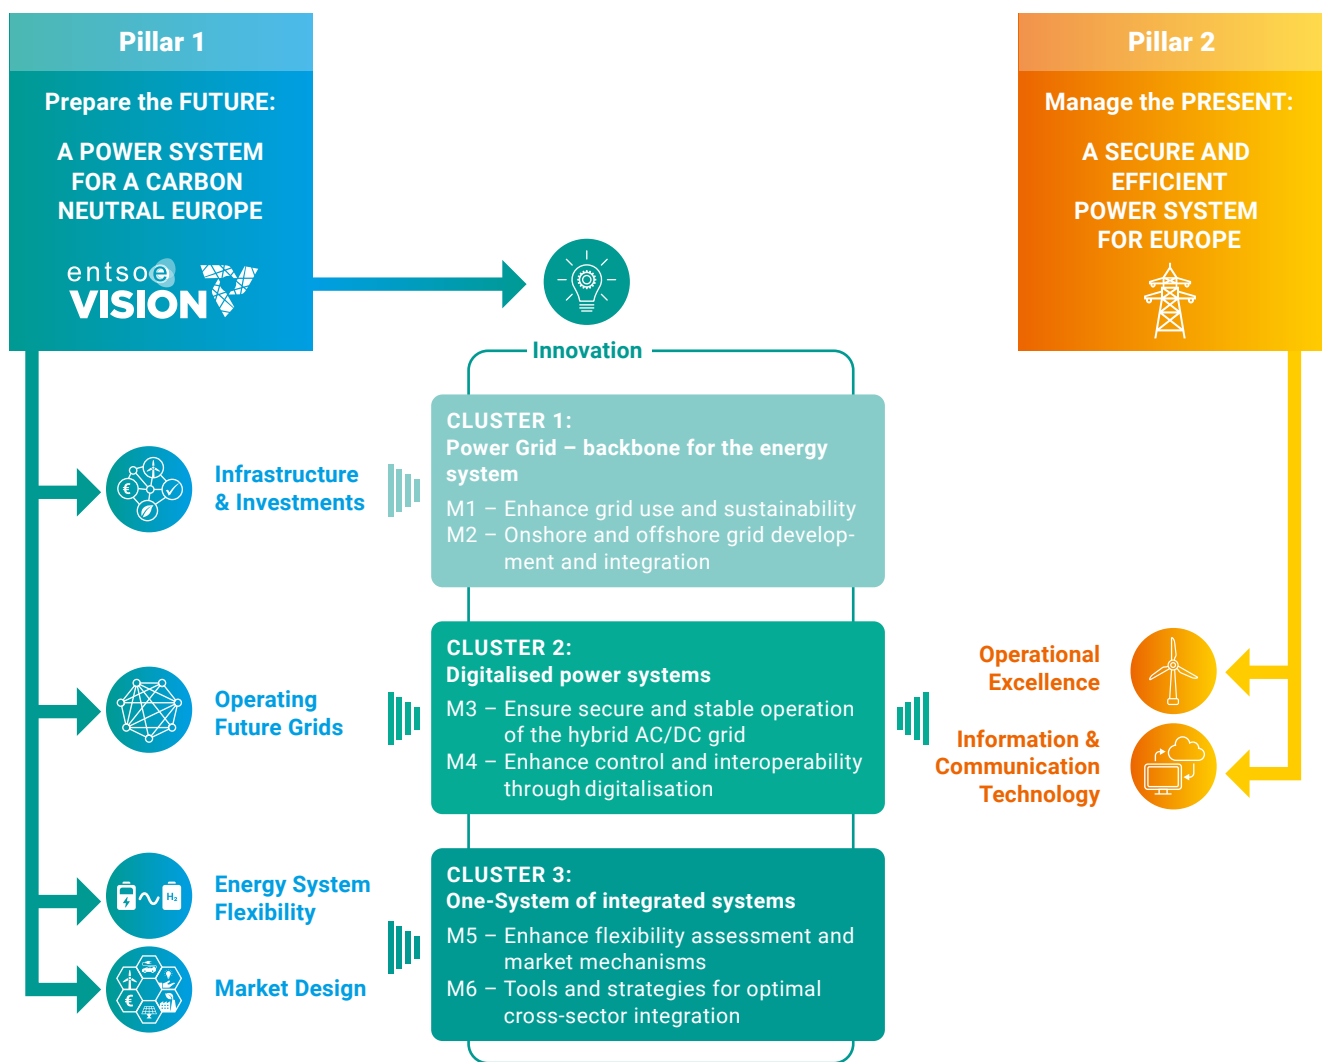 Pillar 1
Prepare the FUTURE:
A POWER SYSTEM
FOR A CARBON
NEUTRAL EUROPE
entsoe
VISION
Pillar 2
Manage the PRESENT:
A SECURE AND
EFFICIENT
POWER SYSTEM
FOR EUROPE
Innovation
Infrastructure
& Investments
€
CLUSTER 1:
Power Grid – backbone for the energy
system
M1 – Enhance grid use and sustainability
M2 – Onshore and offshore grid develop-
ment and integration
Operating
Future Grids
CLUSTER 2:
Digitalised power systems
M3 – Ensure secure and stable operation
of the hybrid AC/DC grid
M4 – Enhance control and interoperability
through digitalisation
Operational
Excellence
Information &
Communication
Technology
H₂
Energy System
Flexibility
€
Market Design
CLUSTER 3:
One-System of integrated systems
M5 – Enhance flexibility assessment and
market mechanisms
M6 – Tools and strategies for optimal
cross-sector integration